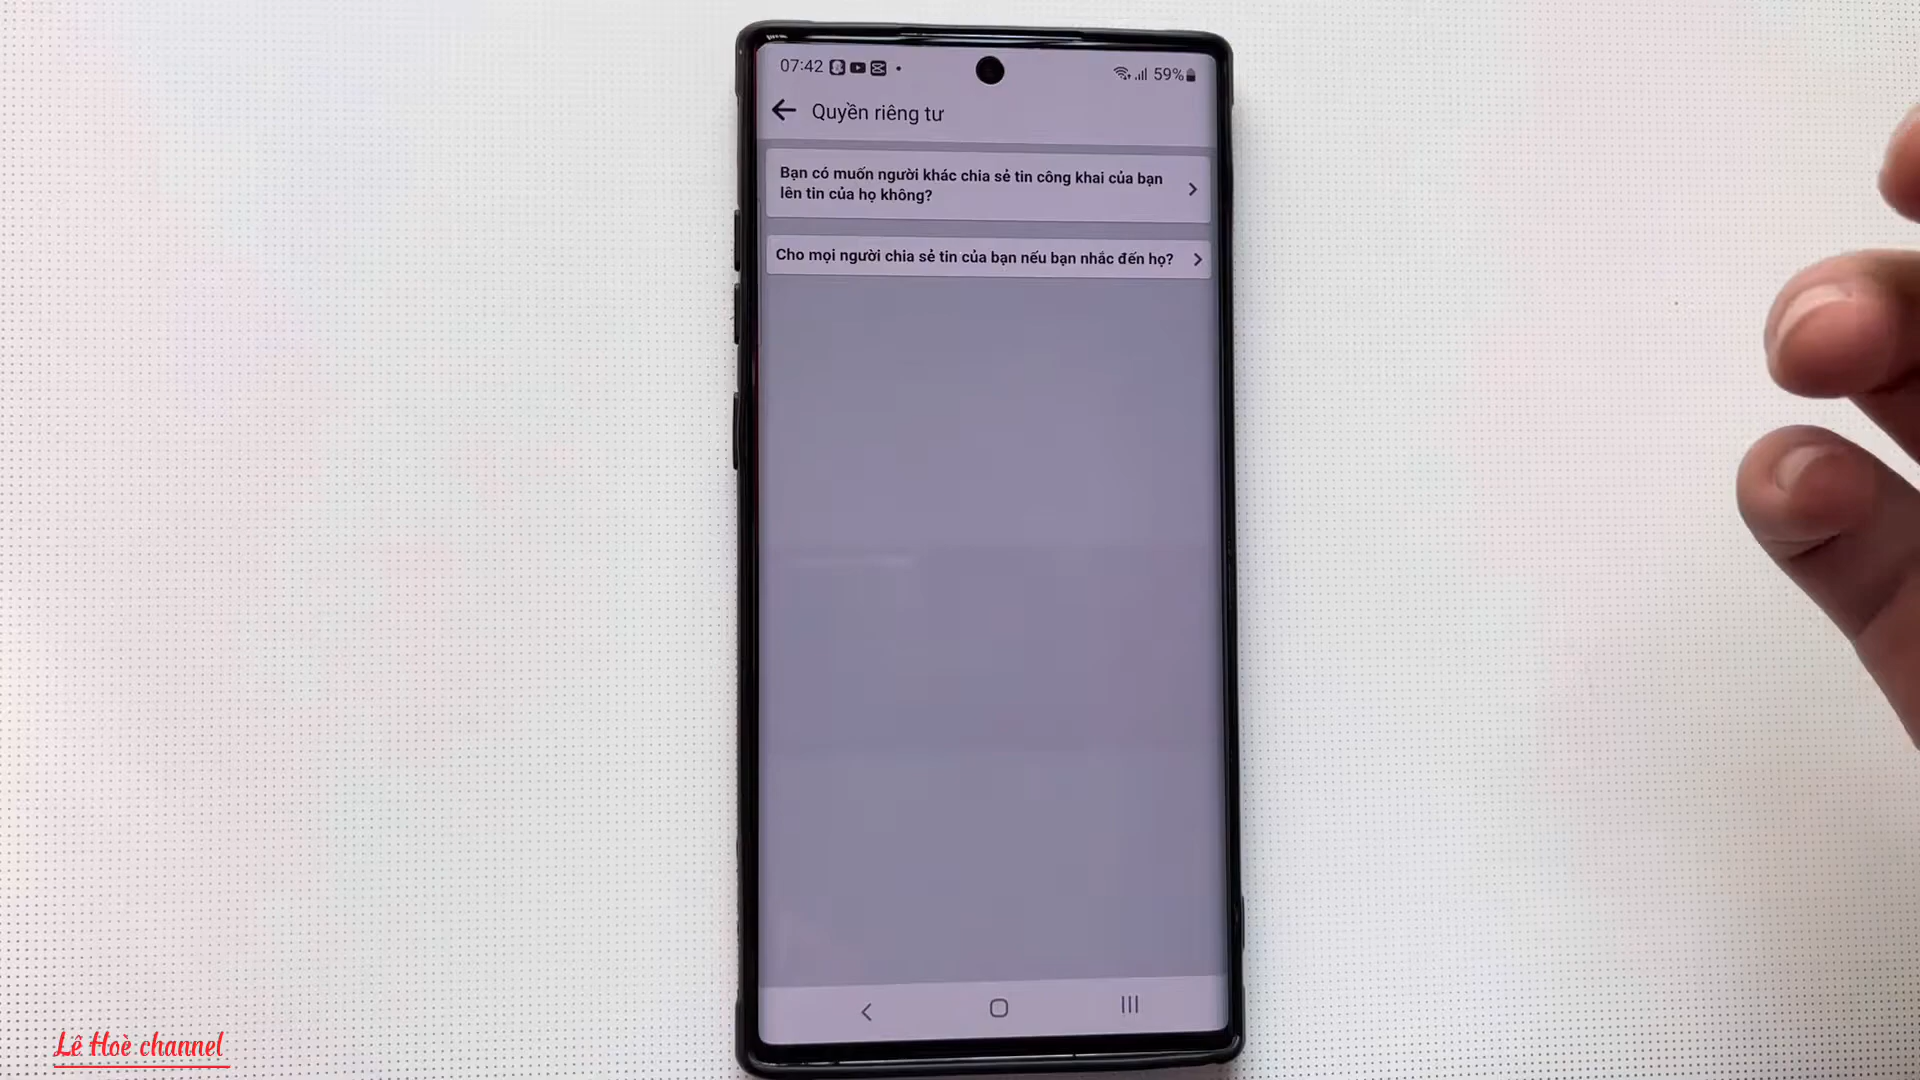 07:42
59%
Quyền riêng tư
Bạn có muốn người khác chia sẻ tin công khai của bạn
lên tin của họ không?
Cho mọi người chia sẻ tin của bạn nếu bạn nhắc đến họ?
Lê Hoè channel